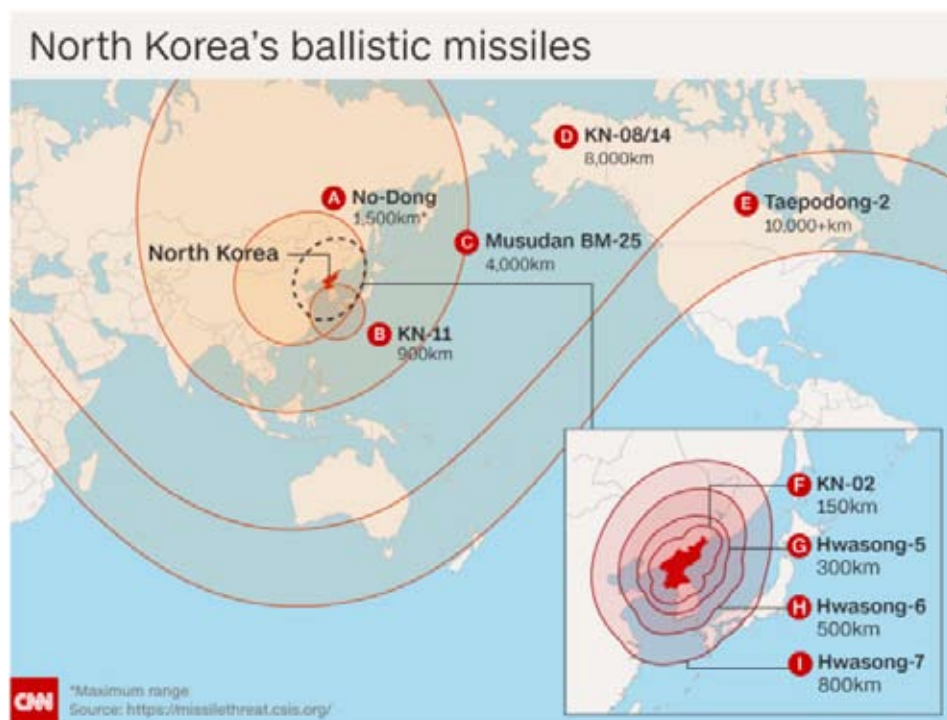 North Korea's ballistic missiles
D KN-08/14
8,000km
A No-Dong
1,500km*
E Taepodong-2
10,000+km
North Korea
C Musudan BM-25
4,000km
B KN-11
900km
F KN-02
150km
G Hwasong-5
300km
H Hwasong-6
500km
I Hwasong-7
800km
CNN
*Maximum range
Source: https://missilethreat.csis.org/